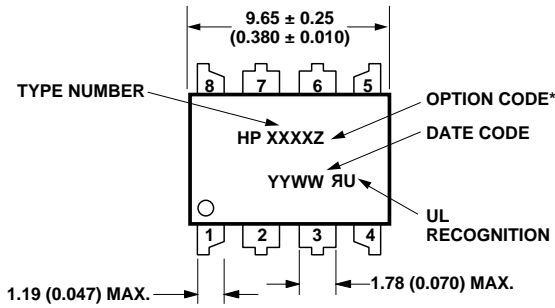 9.65 ± 0.25
(0.380 ± 0.010)
8 7 6 5
TYPE NUMBER
OPTION CODE*
HP XXXXZ
DATE CODE
YYWW ЯU
UL
RECOGNITION
1 2 3 4
1.19 (0.047) MAX.
1.78 (0.070) MAX.